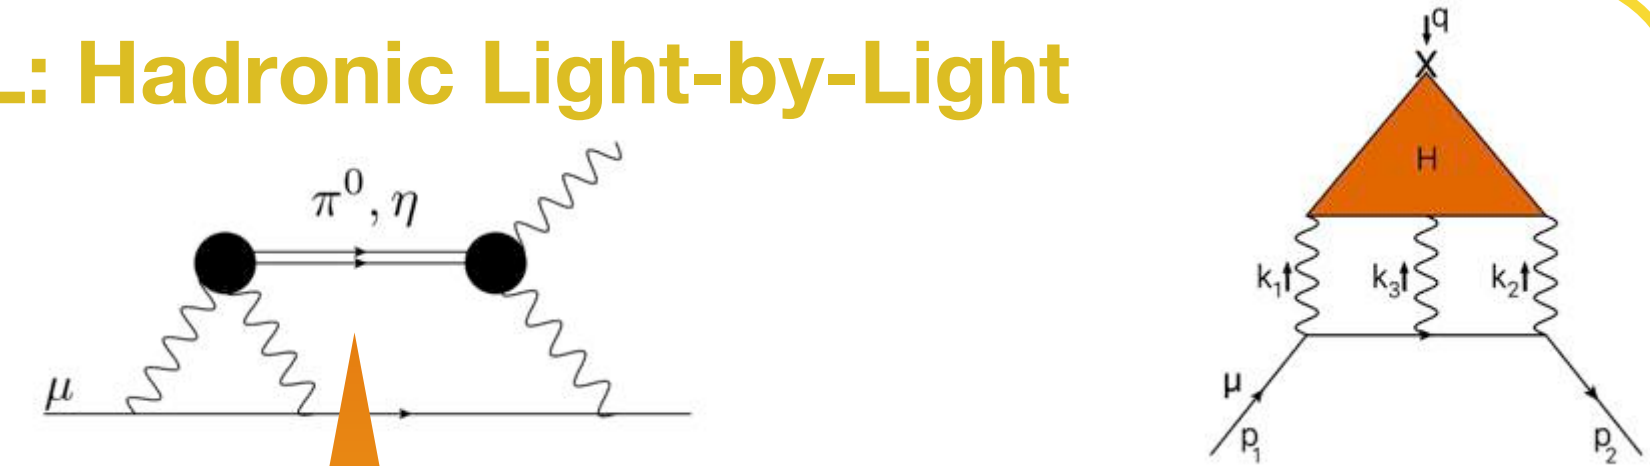 L: Hadronic Light-by-Light
π⁰, η
μ
q
X
H
k₁
k₃
k₂
μ
p₁
p₂